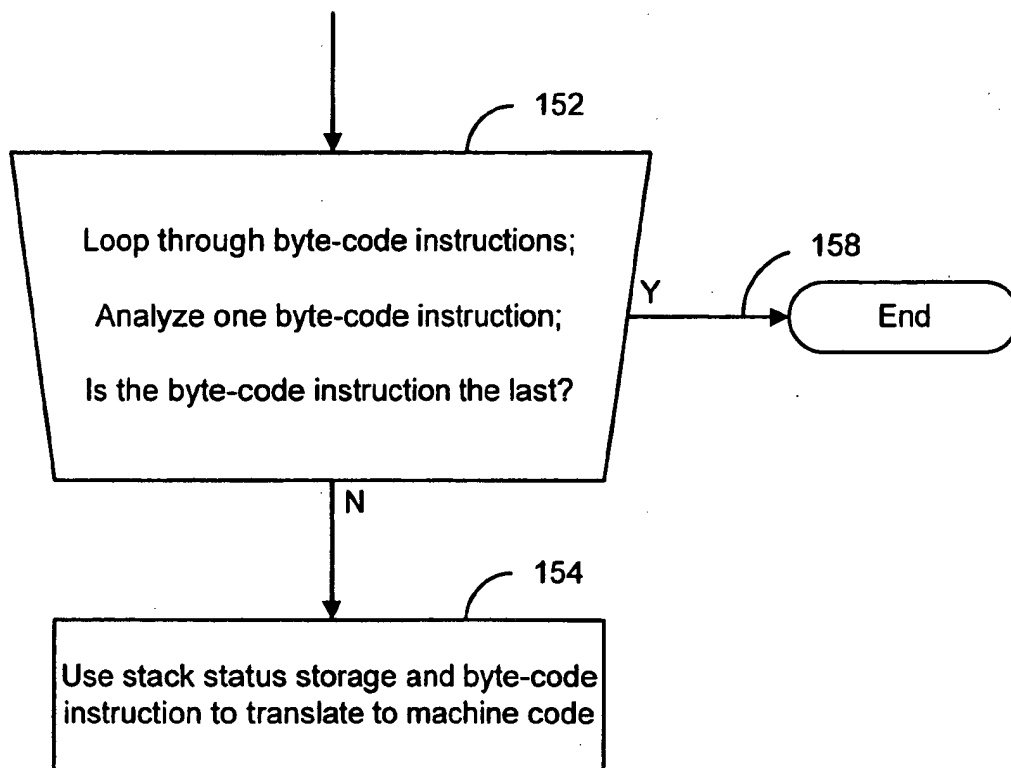 152
Loop through byte-code instructions;
Analyze one byte-code instruction;
Is the byte-code instruction the last?
158
Y
End
N
154
Use stack status storage and byte-code
instruction to translate to machine code